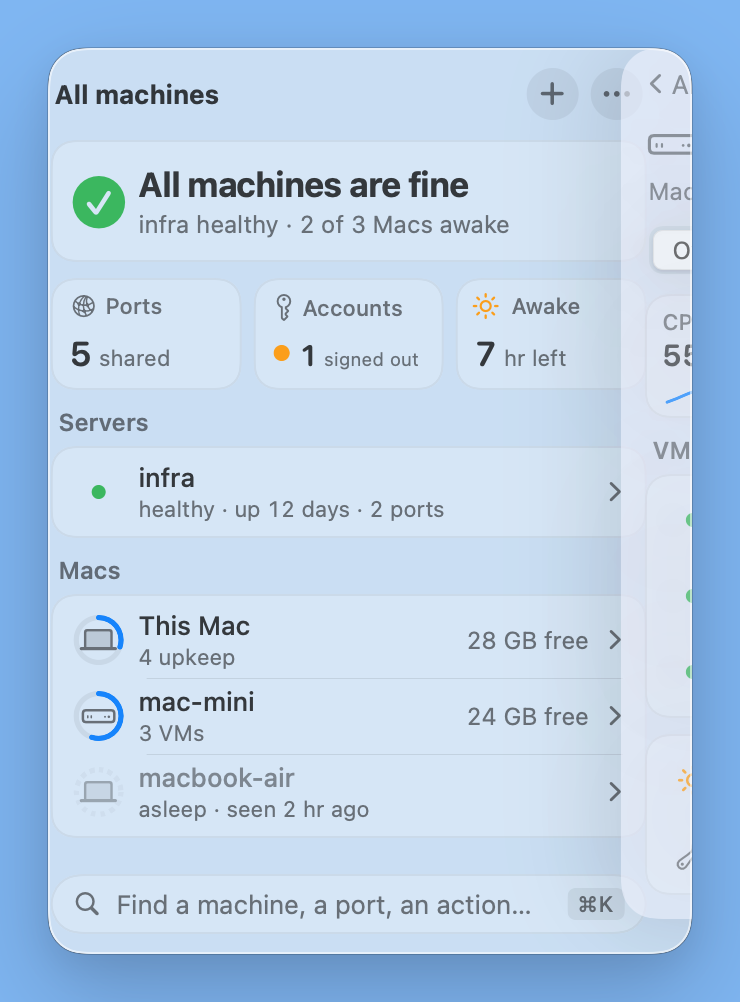 All machines
All machines are fine
infra healthy · 2 of 3 Macs awake
Ports
5 shared
Accounts
1 signed out
Awake
7 hr left
Servers
infra
healthy · up 12 days · 2 ports
Macs
This Mac
4 upkeep
28 GB free
mac-mini
3 VMs
24 GB free
macbook-air
asleep · seen 2 hr ago
Find a machine, a port, an action...
⌘K